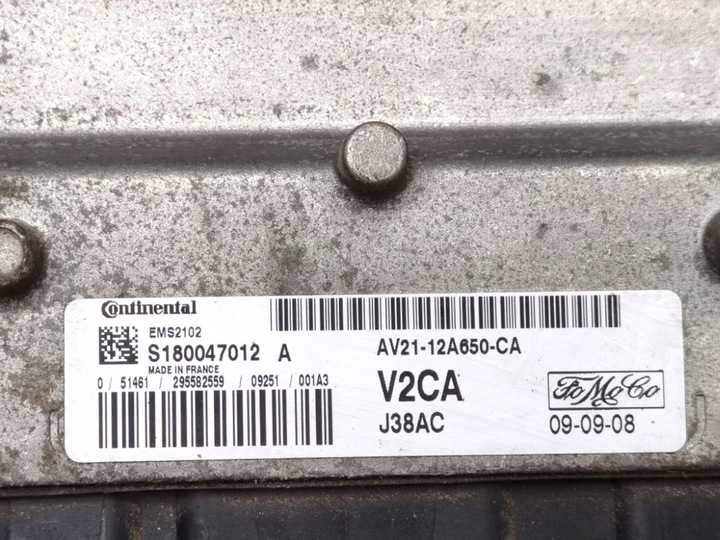 Continental
EMS2102
S180047012 A
MADE IN FRANCE
0 / 51461 / 295582559 / 09251 / 001A3
AV21-12A650-CA
V2CA
J38AC
FoMoCo
09-09-08